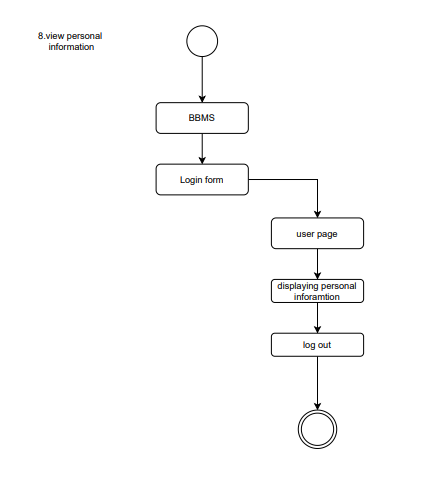 8.view personal
information
BBMS
Login form
user page
displaying personal
inforamtion
log out